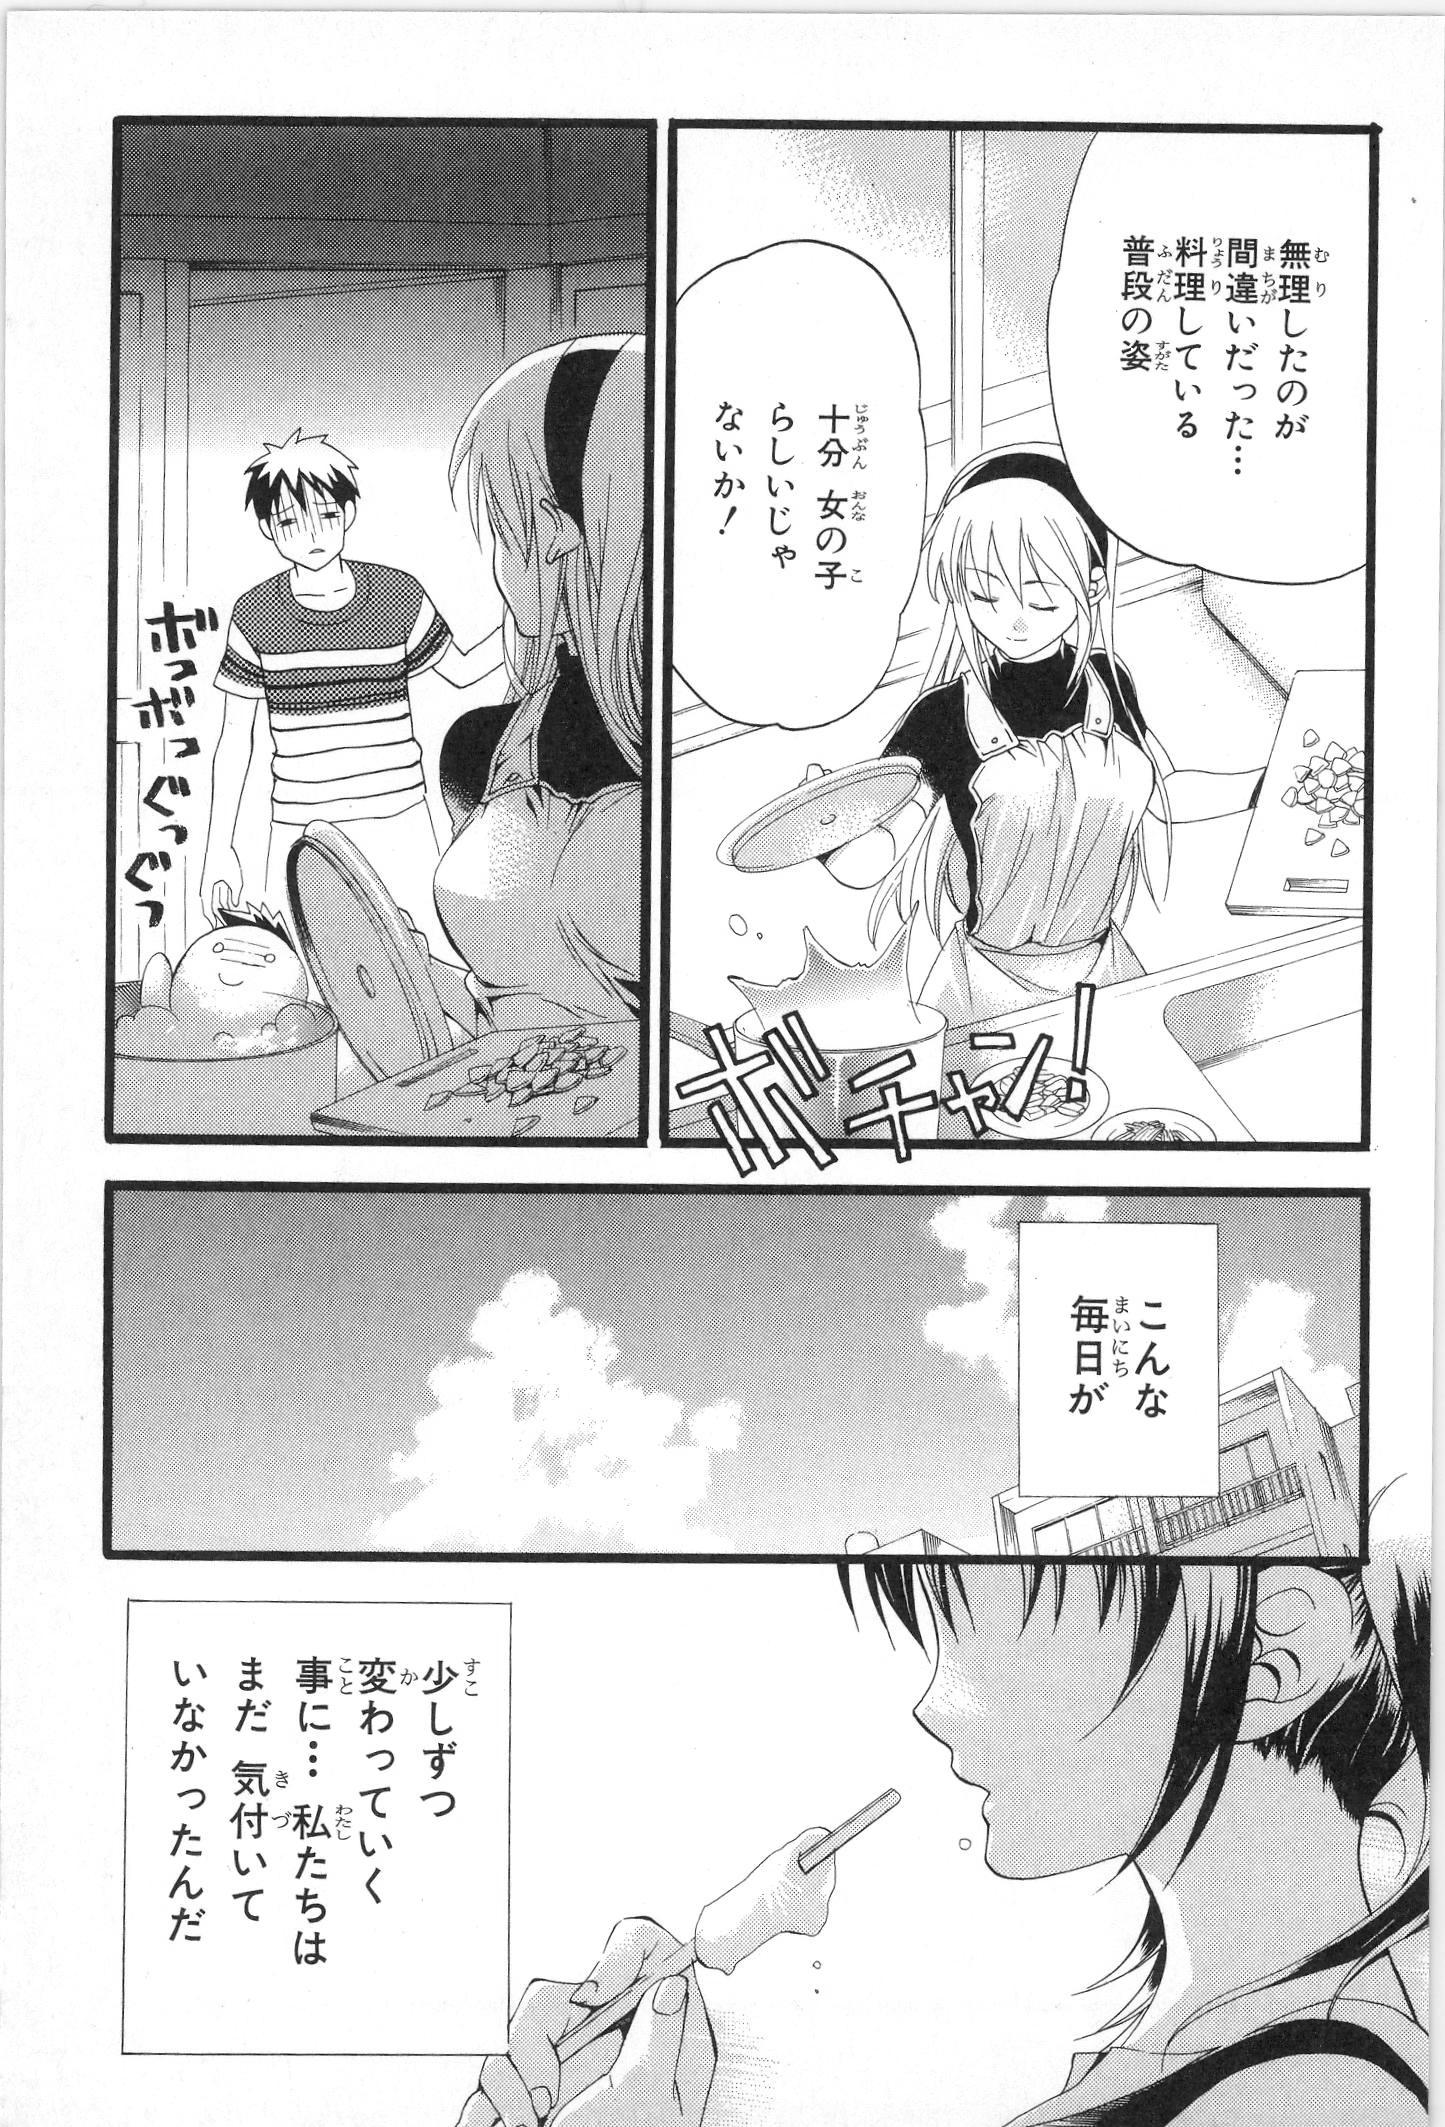 無理したのが
間違いだった…
料理している
普段の姿
十分 女の子
らしいじゃ
ないか！
ボチャン！
ボコボコッ
ぐっぐっ
こんな
毎日が
少しずつ
変わっていく
事に… 私たちは
まだ 気付いて
いなかったんだ